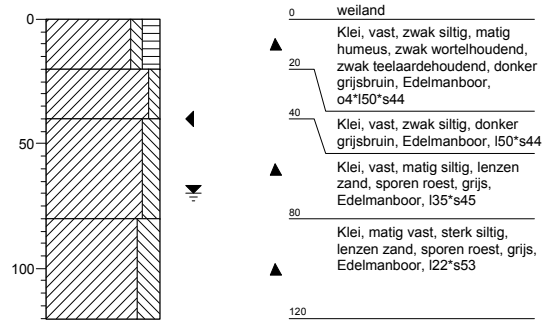 0
50
100
0
weiland
Klei, vast, zwak siltig, matig
humeus, zwak wortelhoudend,
zwak teelaardehoudend, donker
grijsbruin, Edelmanboor,
o4*l50*s44
20
40
Klei, vast, zwak siltig, donker
grijsbruin, Edelmanboor, l50*s44
Klei, vast, matig siltig, lenzen
zand, sporen roest, grijs,
Edelmanboor, l35*s45
80
Klei, matig vast, sterk siltig,
lenzen zand, sporen roest, grijs,
Edelmanboor, l22*s53
120